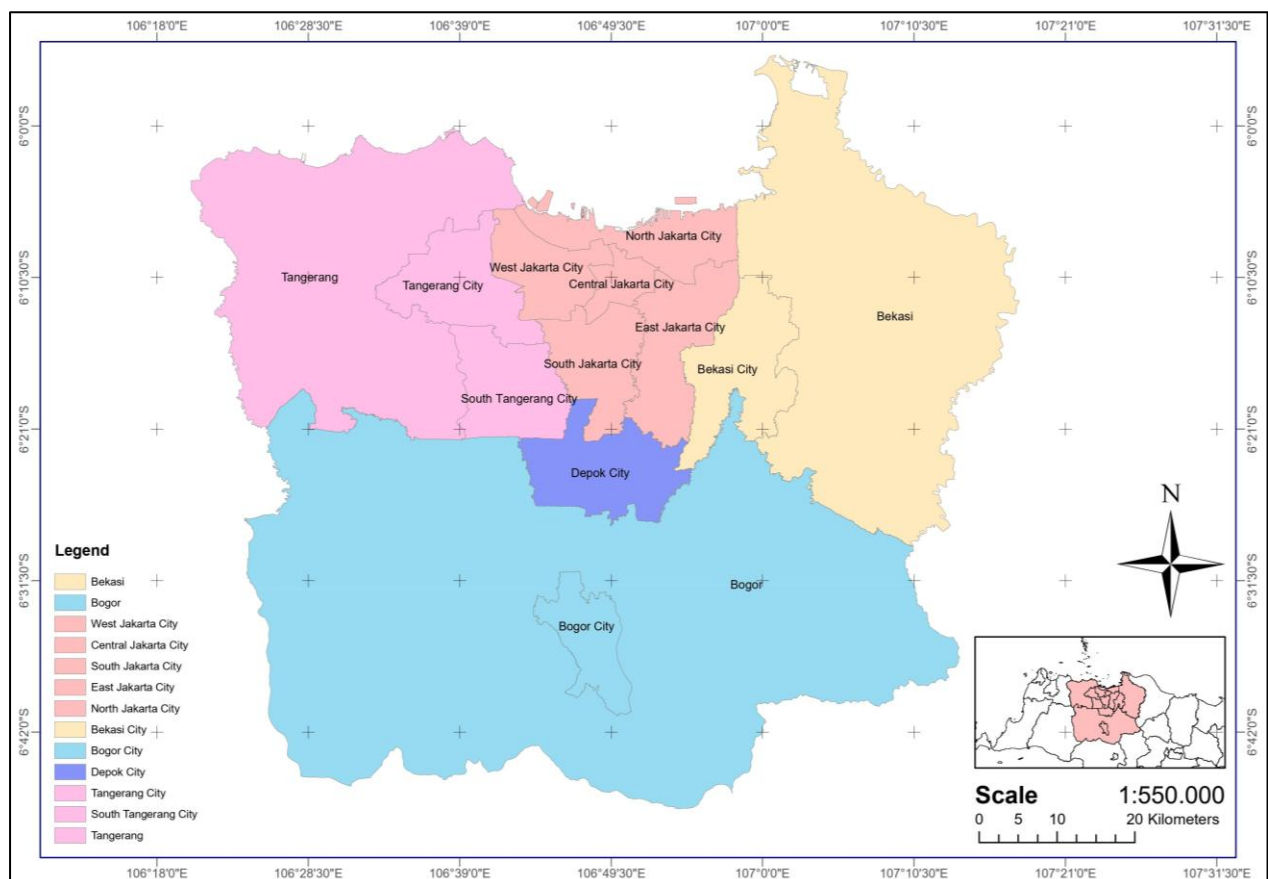 106°18'0"E 106°28'30"E 106°39'0"E 106°49'30"E 107°0'0"E 107°10'30"E 107°21'0"E 107°31'30"E
6°0'0"S 6°0'0"S
North Jakarta City
West Jakarta City
Tangerang
6°10'30"S 6°10'30"S
Tangerang City
Central Jakarta City
Bekasi
East Jakarta City
South Jakarta City
Bekasi City
South Tangerang City
6°21'0"S 6°21'0"S
Depok City
N
6°31'30"S 6°31'30"S
Bogor
Bogor City
6°42'0"S 6°42'0"S
Legend
Bekasi
Bogor
West Jakarta City
Central Jakarta City
South Jakarta City
East Jakarta City
North Jakarta City
Bekasi City
Bogor City
Depok City
Tangerang City
South Tangerang City
Tangerang
Scale 1:550.000
0 5 10 20 Kilometers
106°18'0"E 106°28'30"E 106°39'0"E 106°49'30"E 107°0'0"E 107°10'30"E 107°21'0"E 107°31'30"E